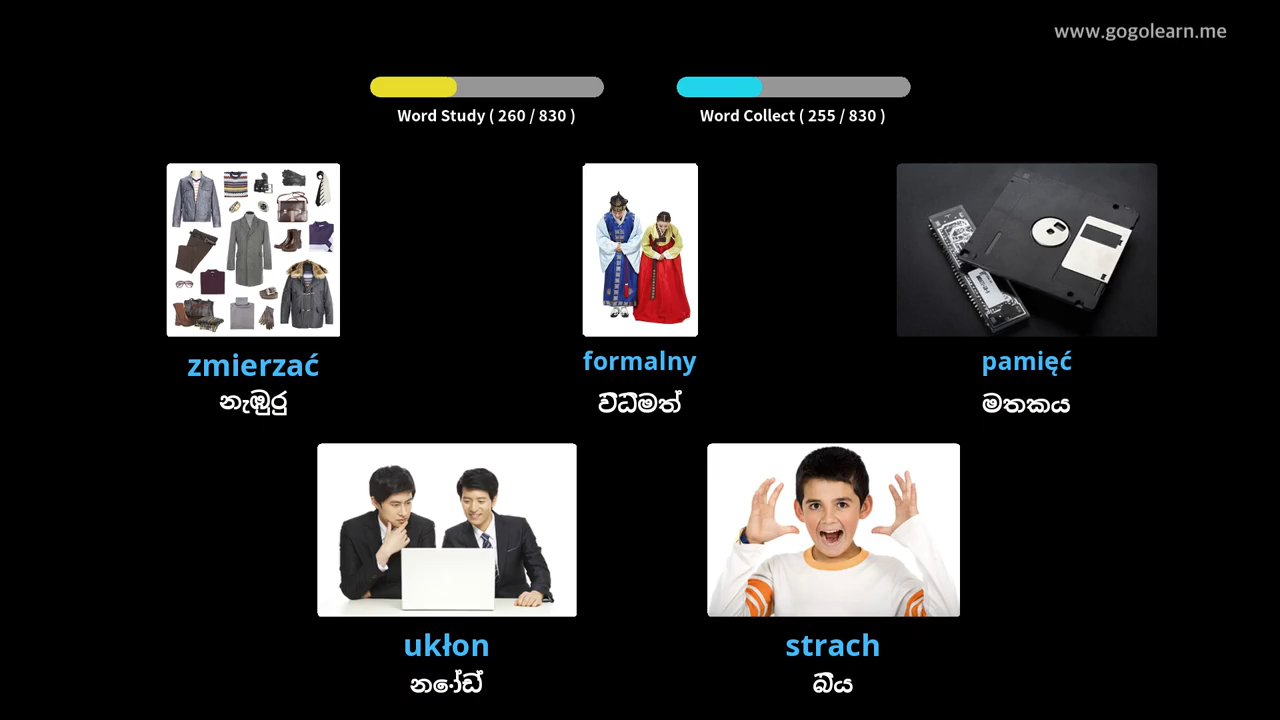 www.gogolearn.me
Word Study ( 260 / 830 )
Word Collect ( 255 / 830 )
zmierzać
නැඹුරු
formalny
විධිමත්
pamięć
මතකය
ukłon
නෝඩ්
strach
බිය